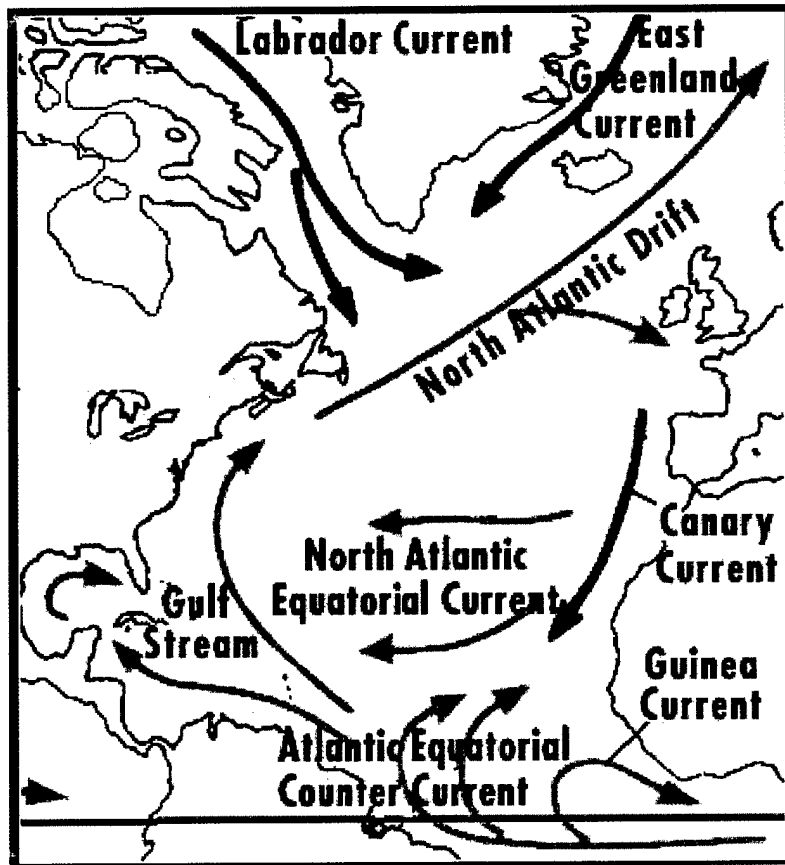 Labrador Current
East
Greenland
Current
North Atlantic Drift
Canary
Current
North Atlantic
Equatorial Current
Gulf
Stream
Guinea
Current
Atlantic Equatorial
Counter Current